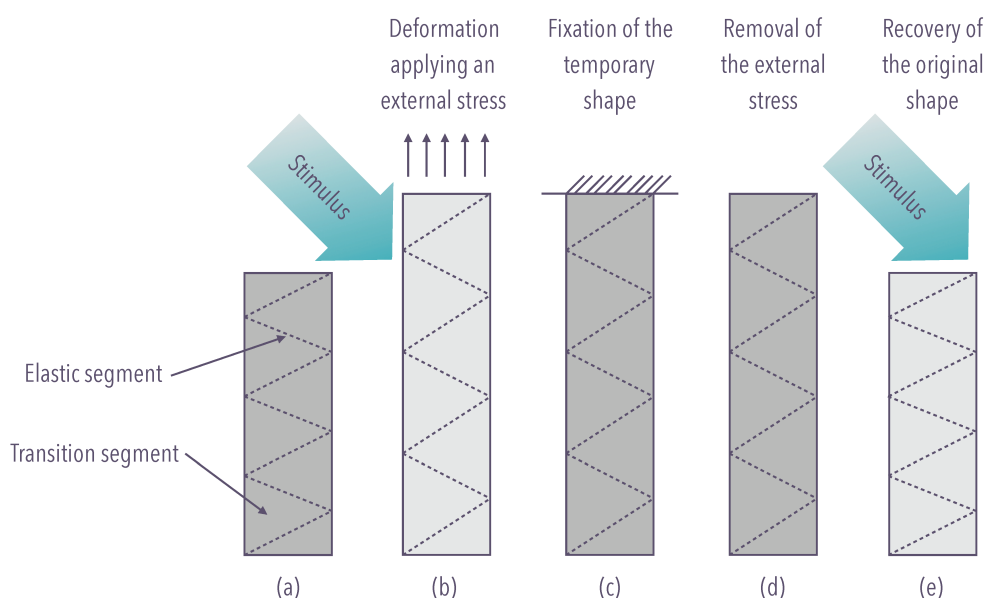 Deformation
applying an
external stress
Fixation of the
temporary
shape
Removal of
the external
stress
Recovery of
the original
shape
Stimulus
Stimulus
Elastic segment
Transition segment
(a)
(b)
(c)
(d)
(e)